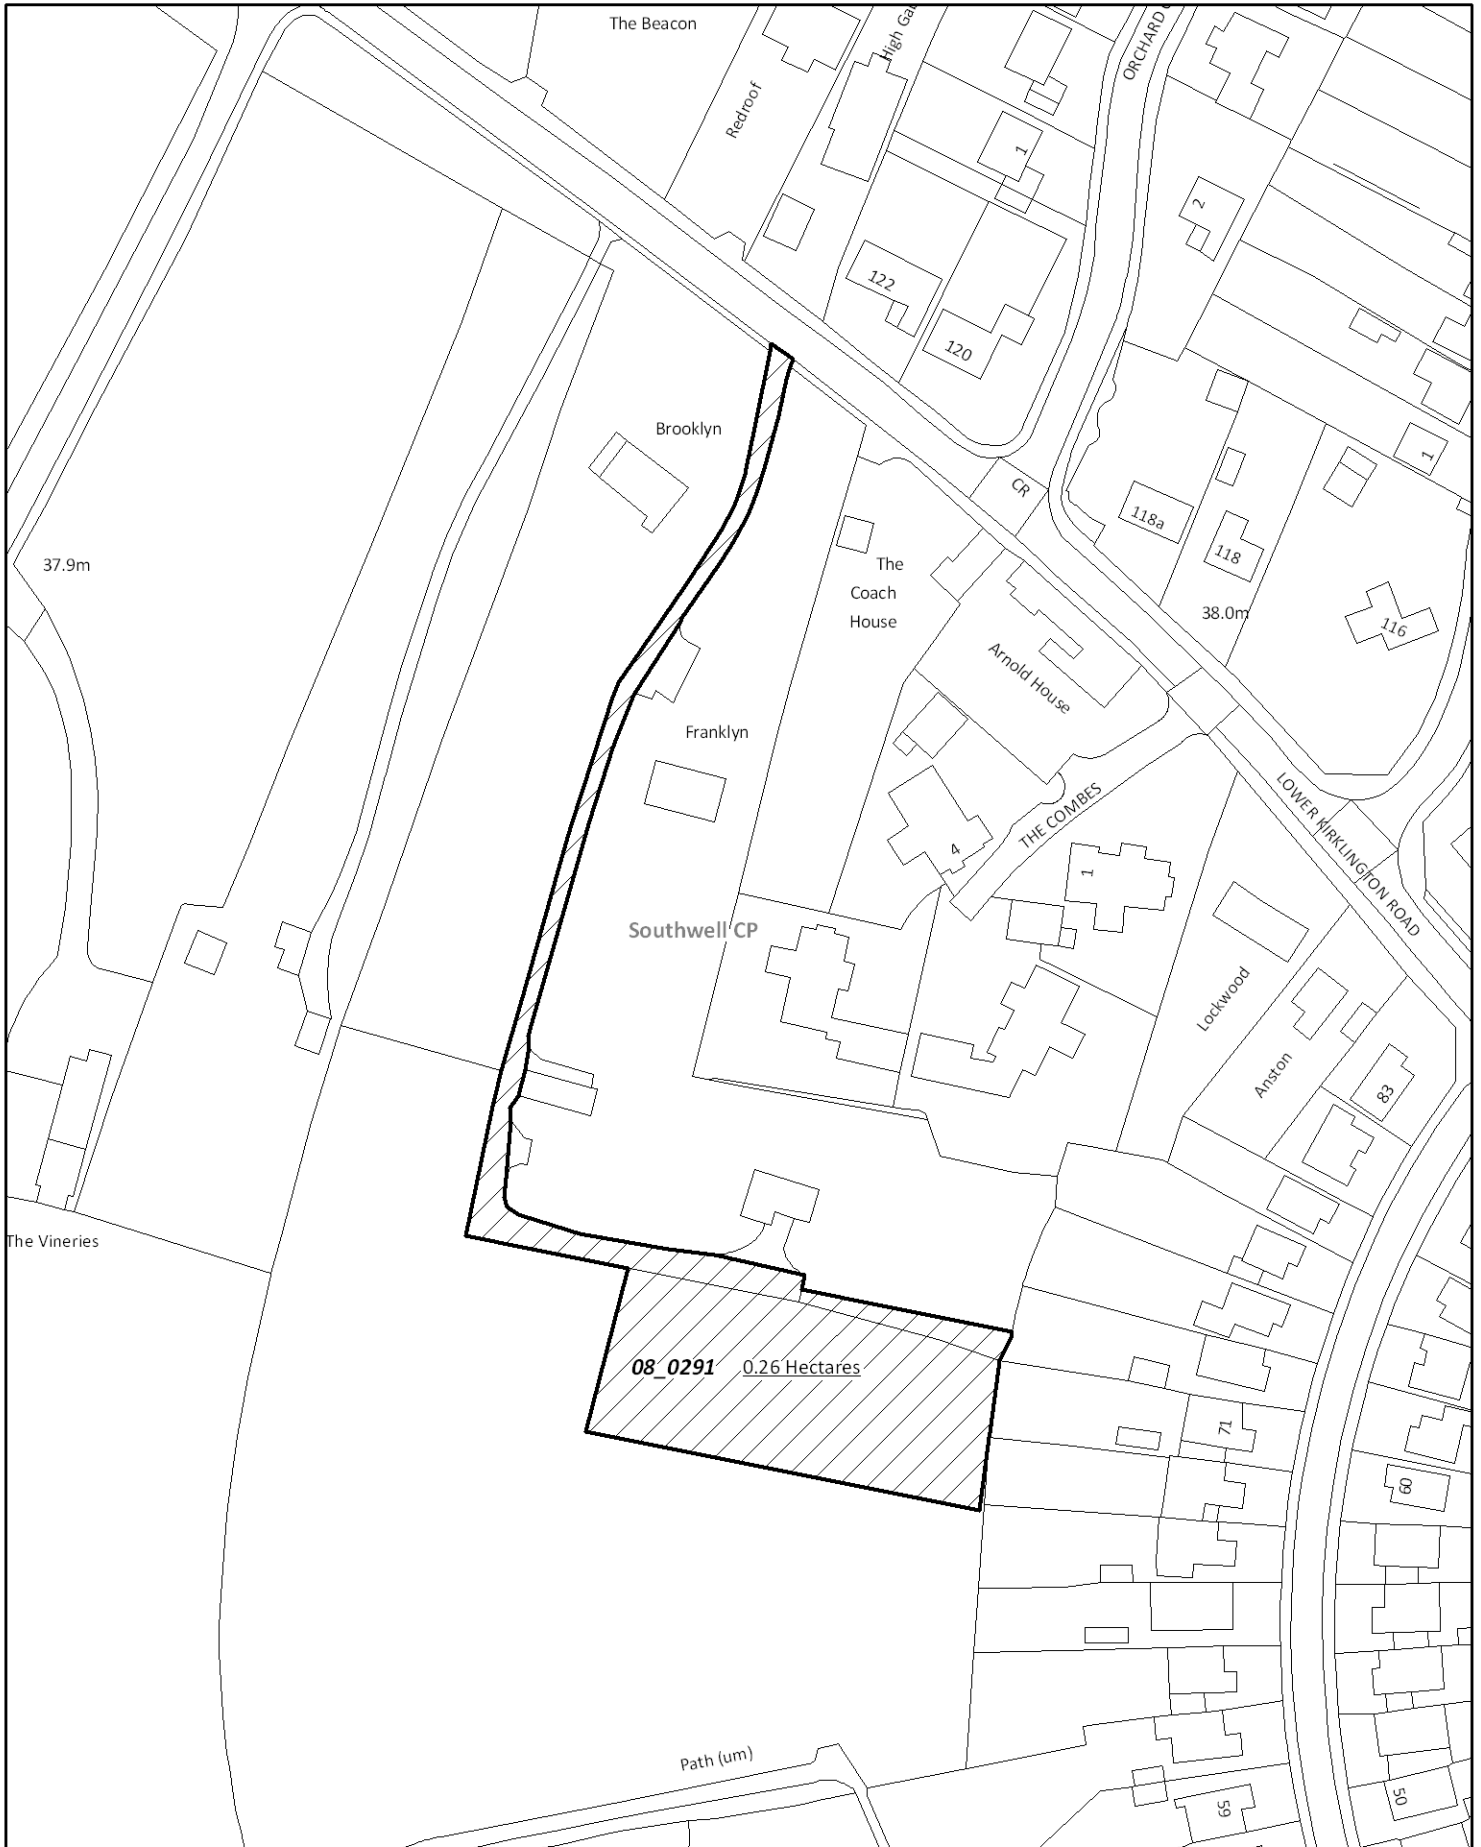 The Beacon
Redroof
ORCHARD
1
2
122
120
Brooklyn
CR
118a
118
1
37.9m
The
Coach
House
38.0m
116
Arnold House
Franklyn
THE COMBES
LOWER KIRKLINGTON ROAD
4
1
Southwell CP
Lockwood
Anston
83
The Vineries
08_0291 0.26 Hectares
71
60
Path (um)
59
50